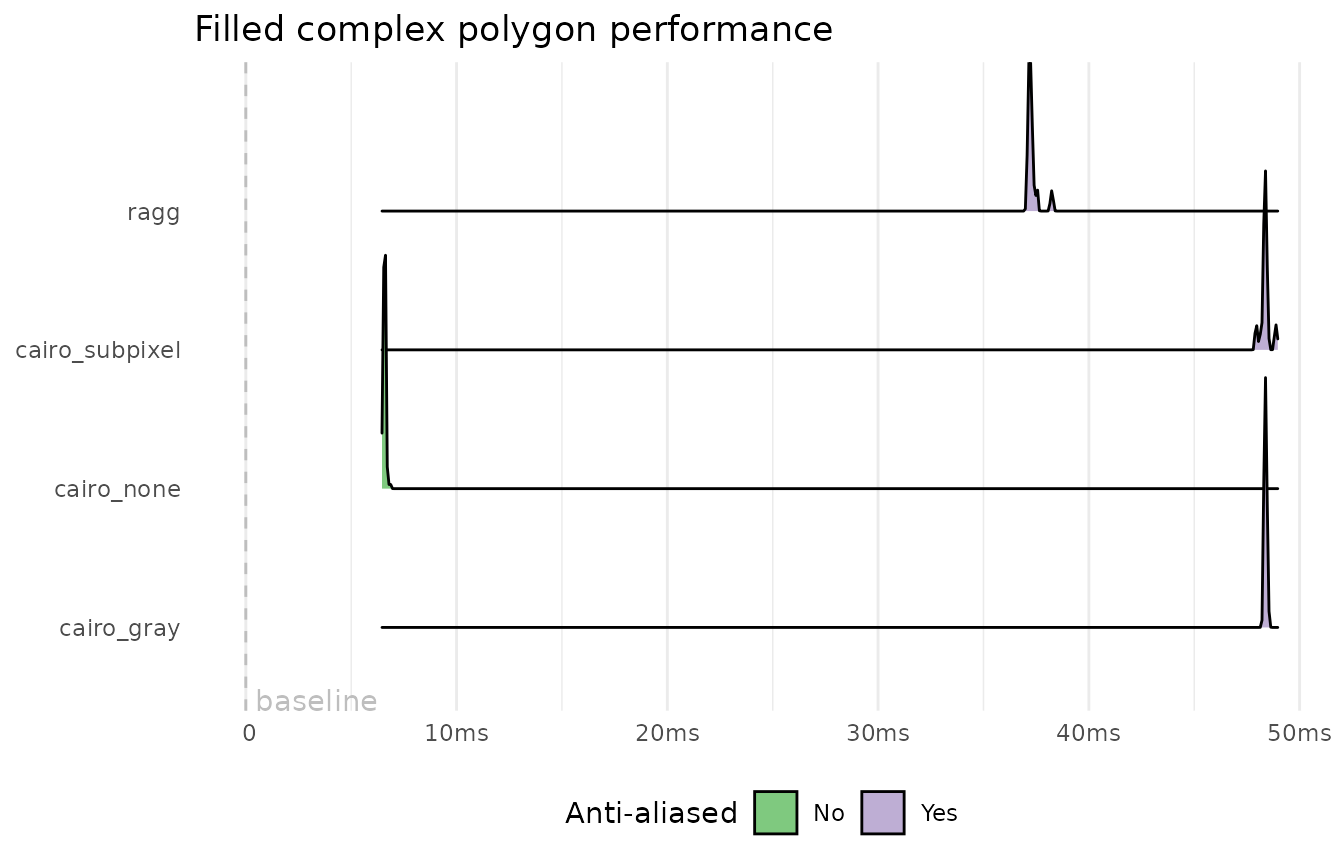 Filled complex polygon performance
ragg
cairo_subpixel
cairo_none
cairo_gray
baseline
0 10ms 20ms 30ms 40ms 50ms
Anti-aliased No Yes